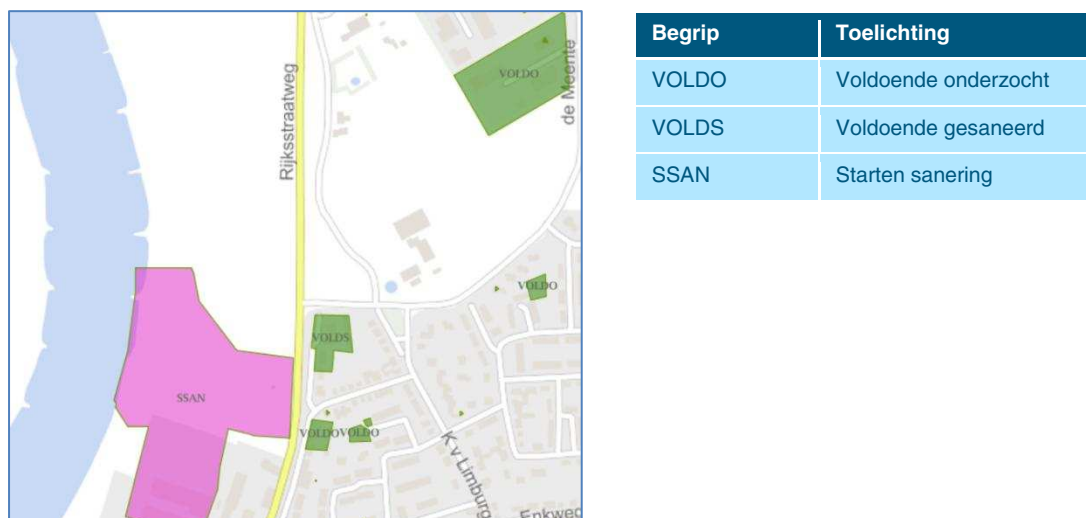 VOLDO
de Meente
Rijksstraatweg
VOLDO
VOLDS
SSAN
VOLDO
VOLDO
K v Limburg
Enkweg
Begrip Toelichting
VOLDO Voldoende onderzocht
VOLDS Voldoende gesaneerd
SSAN Starten sanering